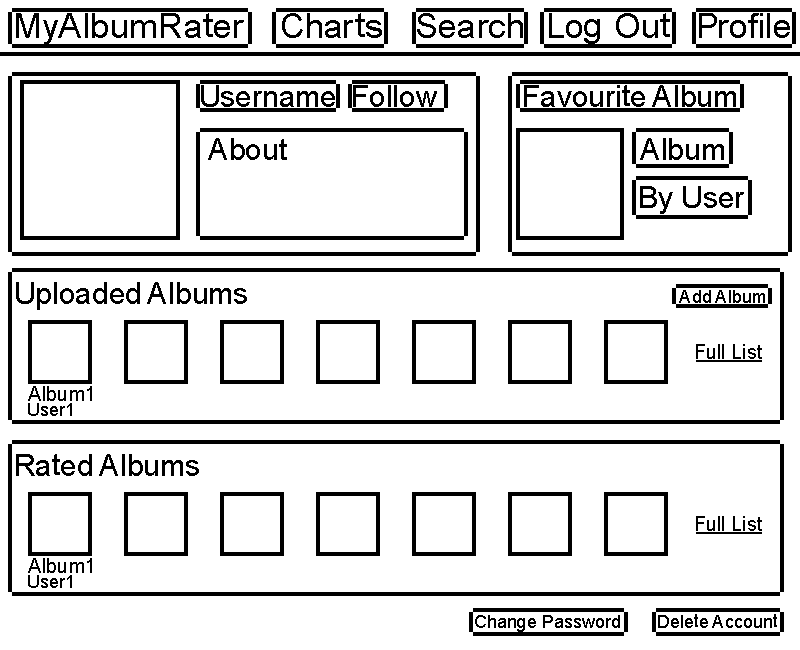 MyAlbumRater Charts Search Log Out Profile
Username Follow
About
Favourite Album
Album
By User
Uploaded Albums
Add Album
Full List
Album1
User1
Rated Albums
Full List
Album1
User1
Change Password Delete Account